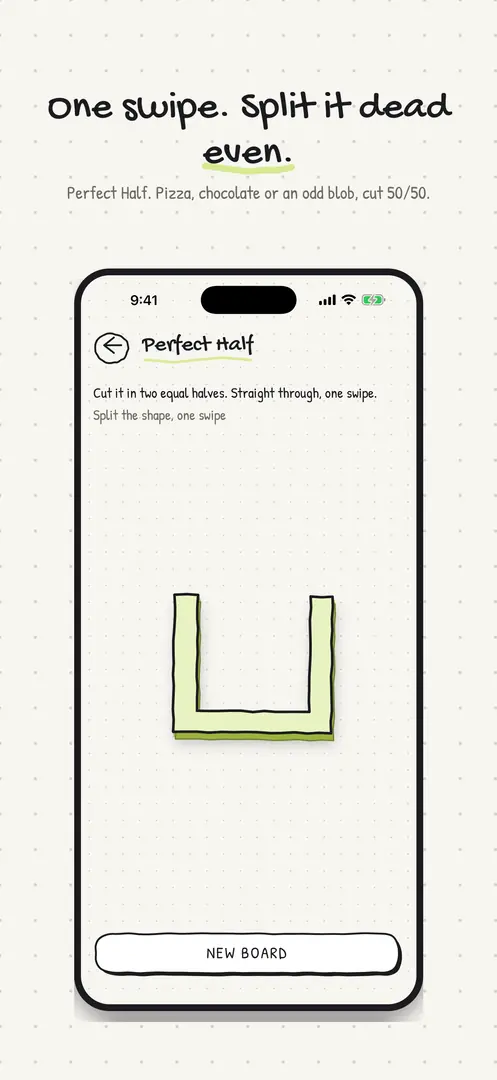 One swipe. Split it dead
even.
Perfect Half. Pizza, chocolate or an odd blob, cut 50/50.
9:41
Perfect Half
Cut it in two equal halves. Straight through, one swipe.
Split the shape, one swipe
NEW BOARD